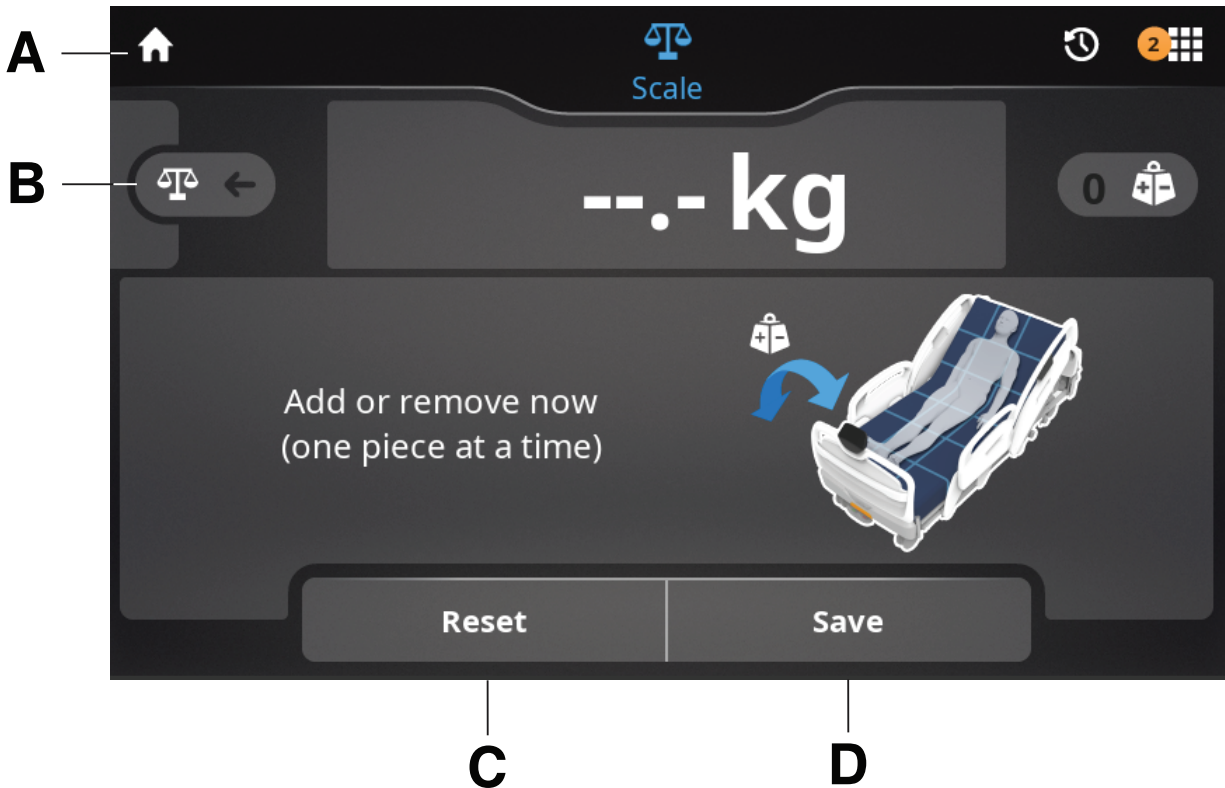 A
2
Scale
B
--.- kg
0
Add or remove now
(one piece at a time)
Reset
Save
C
D